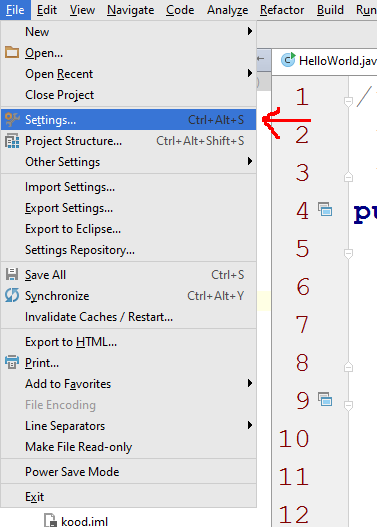 File Edit View Navigate Code Analyze Refactor Build Run
New
Open...
Open Recent
Close Project
Settings... Ctrl+Alt+S
Project Structure... Ctrl+Alt+Shift+S
Other Settings
Import Settings...
Export Settings...
Export to Eclipse...
Settings Repository...
Save All Ctrl+S
Synchronize Ctrl+Alt+Y
Invalidate Caches / Restart...
Export to HTML...
Print...
Add to Favorites
File Encoding
Line Separators
Make File Read-only
Power Save Mode
Exit
kood.iml
HelloWorld.jav
1 /
2
3
4 pu
5
6
7
8
9
10
11
12